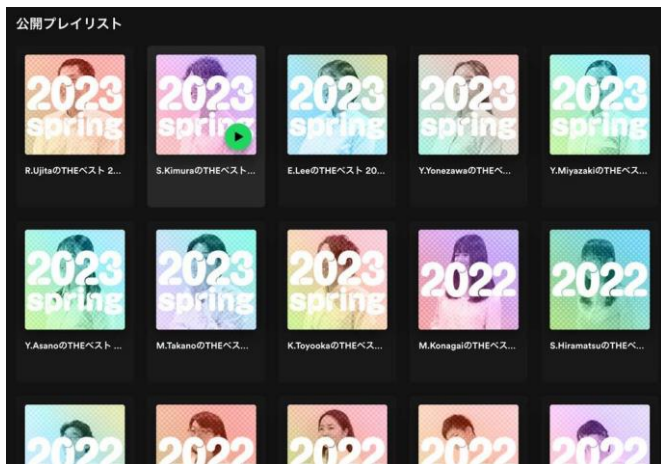 公開プレイリスト
2023
spring
2023
spring
2023
spring
2023
spring
2023
spring
R.UjitaのTHEベスト 2...
S.KimuraのTHEベスト...
E.LeeのTHEベスト 20...
Y.YonezawaのTHEベ...
Y.MiyazakiのTHEベス...
2023
spring
2023
spring
2023
spring
2022
2022
Y.AsanoのTHEベスト ...
M.TakanoのTHEベス...
K.ToyookaのTHEベス...
M.KonagaiのTHEベス...
S.HiramatsuのTHEベ...
2022
2022
2022
2022
2022